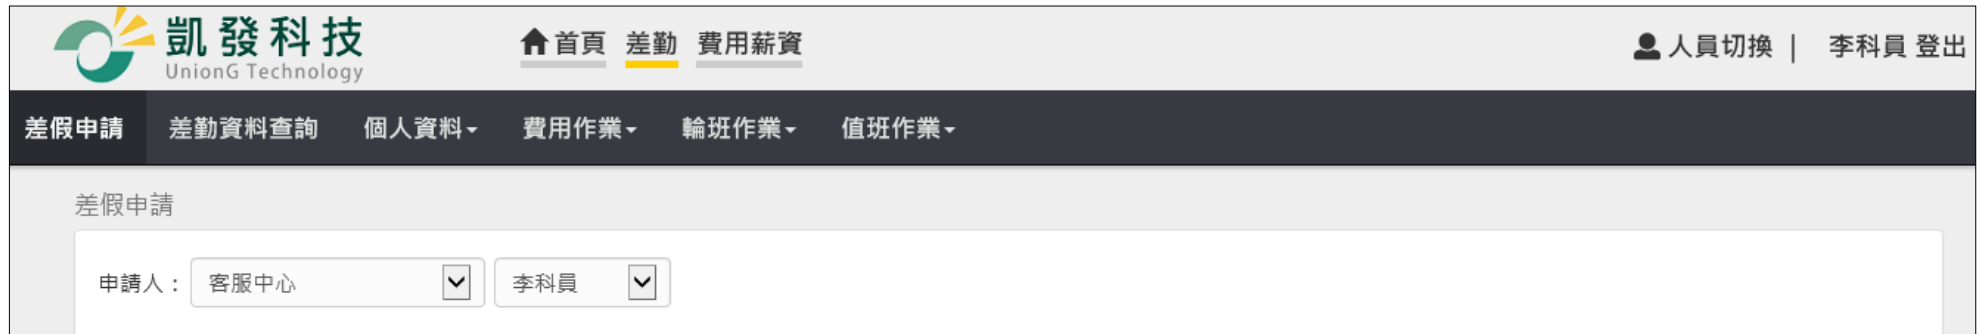 凱發科技
UnionG Technology
首頁 差勤 費用薪資
人員切換 | 李科員 登出
差假申請 差勤資料查詢 個人資料 費用作業 輪班作業 值班作業
差假申請
申請人： 客服中心 李科員